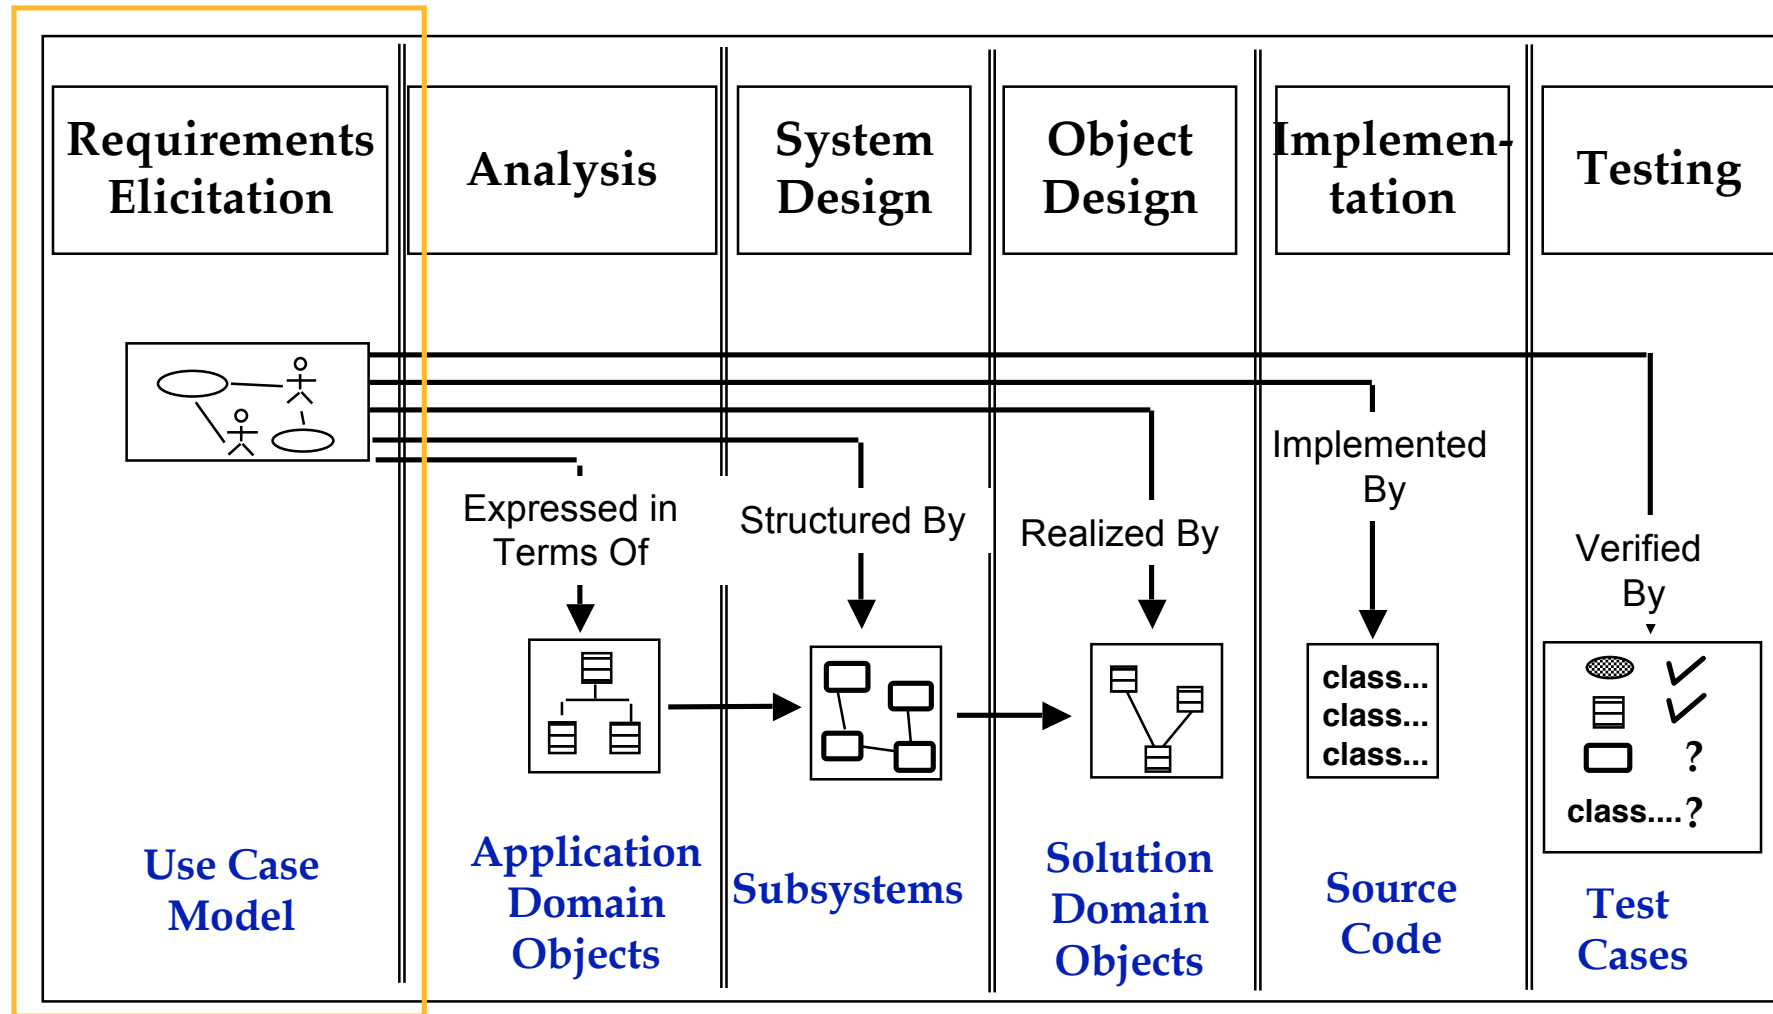 Requirements
Elicitation
Analysis
System
Design
Object
Design
Implemen-
tation
Testing
Expressed in
Terms Of
Structured By
Realized By
Implemented
By
Verified
By
class...
class...
class...
?
class....?
Use Case
Model
Application
Domain
Objects
Subsystems
Solution
Domain
Objects
Source
Code
Test
Cases